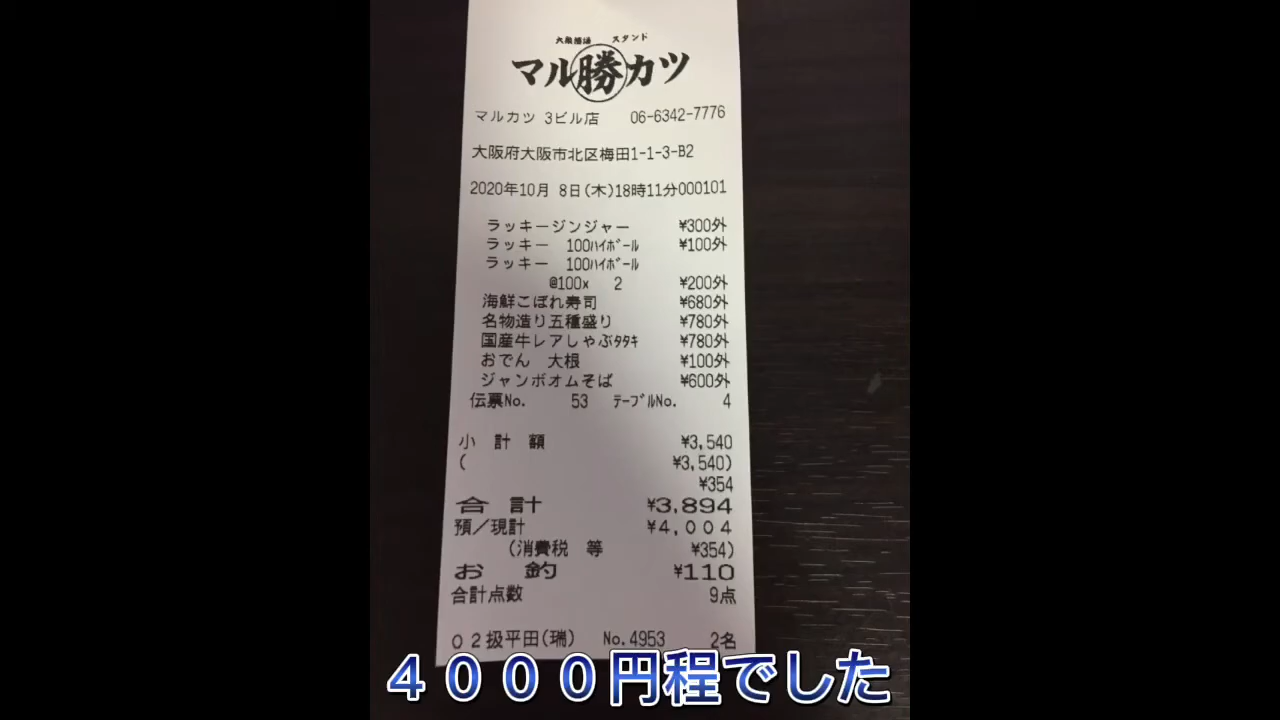 大衆酒場 スタンド
マル勝カツ
マルカツ 3ビル店 06-6342-7776
大阪府大阪市北区梅田1-1-3-B2
2020年10月 8日(木)18時11分000101
ラッキージンジャー ¥300外
ラッキー 100ﾊｲﾎﾞｰﾙ ¥100外
ラッキー 100ﾊｲﾎﾞｰﾙ
@100× 2 ¥200外
海鮮こぼれ寿司 ¥680外
名物造り五種盛り ¥780外
国産牛レアしゃぶﾀﾀｷ ¥780外
おでん 大根 ¥100外
ジャンボオムそば ¥600外
伝票No. 53 ﾃｰﾌﾞﾙNo. 4
小 計 額 ¥3,540
( ¥3,540)
¥354
合 計 ¥3,894
預／現計 ¥4,004
(消費税 等 ¥354)
お 釣 ¥110
合計点数 9点
０２扱平田(瑞) No.4953 2名
４０００円程でした